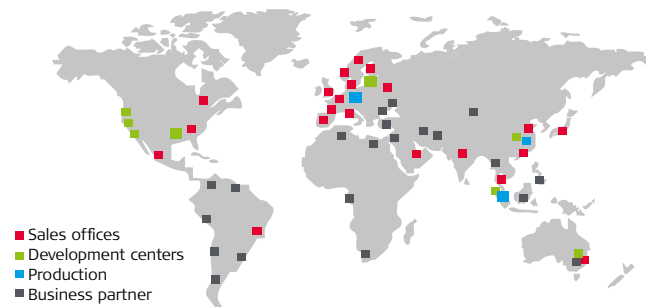 Sales offices
Development centers
Production
Business partner